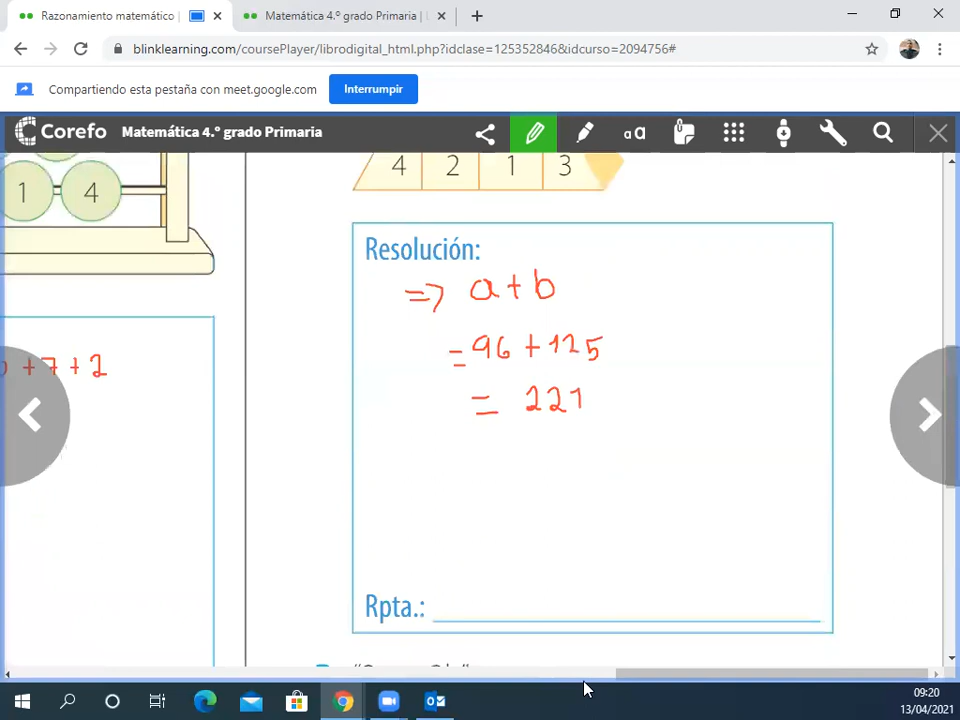 Razonamiento matemático |
Matemática 4.º grado Primaria |
blinklearning.com/coursePlayer/librodigital_html.php?idclase=125352846&idcurso=2094756#
Compartiendo esta pestaña con meet.google.com
Interrumpir
Corefo
Matemática 4.º grado Primaria
aA
1 4
4 2 1 3
Resolución:
=> a+b
= 96 + 125
= 221
+ 7 + 2
Rpta.:
09:20
13/04/2021